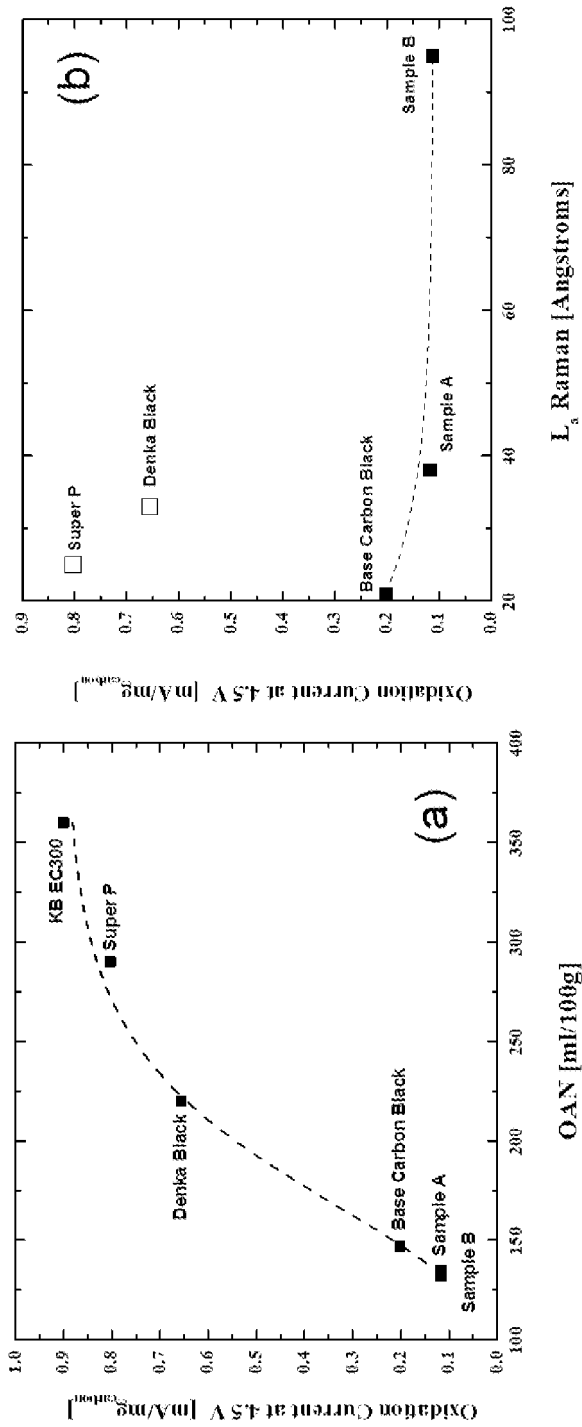 (a)
Oxidation Current at 4.5 V [mA/mg carbon]
1.0
0.9
0.8
0.7
0.6
0.5
0.4
0.3
0.2
0.1
0.0
KB EC300
Super P
Denka Black
Base Carbon Black
Sample A
Sample B
100
150
200
250
300
350
400
OAN [ml/100g]
(b)
Oxidation Current at 4.5 V [mA/mg carbon]
0.9
0.8
0.7
0.6
0.5
0.4
0.3
0.2
0.1
0.0
Super P
Denka Black
Base Carbon Black
Sample A
Sample B
20
40
60
80
100
La Raman [Angstroms]